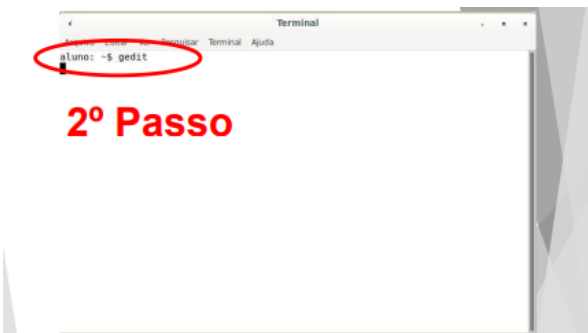 Terminal
Arquivo Editar Ver Pesquisar Terminal Ajuda
aluno: ~$ gedit
2º Passo